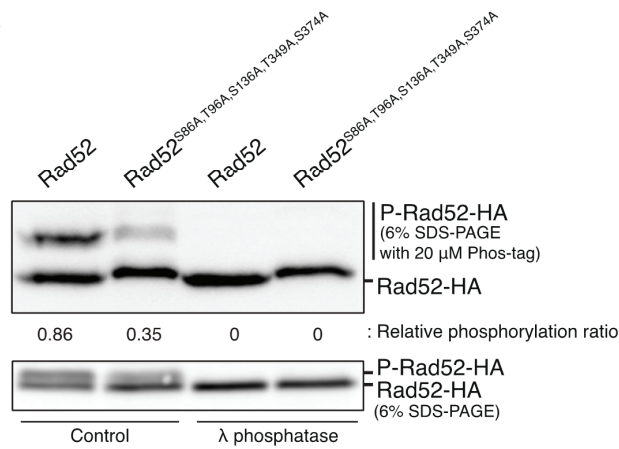 Rad52
Rad52S86A,T96A,S136A,T349A,S374A
Rad52
Rad52S86A,T96A,S136A,T349A,S374A
P-Rad52-HA
(6% SDS-PAGE
with 20 μM Phos-tag)
Rad52-HA
0.86 0.35 0 0 : Relative phosphorylation ratio
P-Rad52-HA
Rad52-HA
(6% SDS-PAGE)
Control λ phosphatase